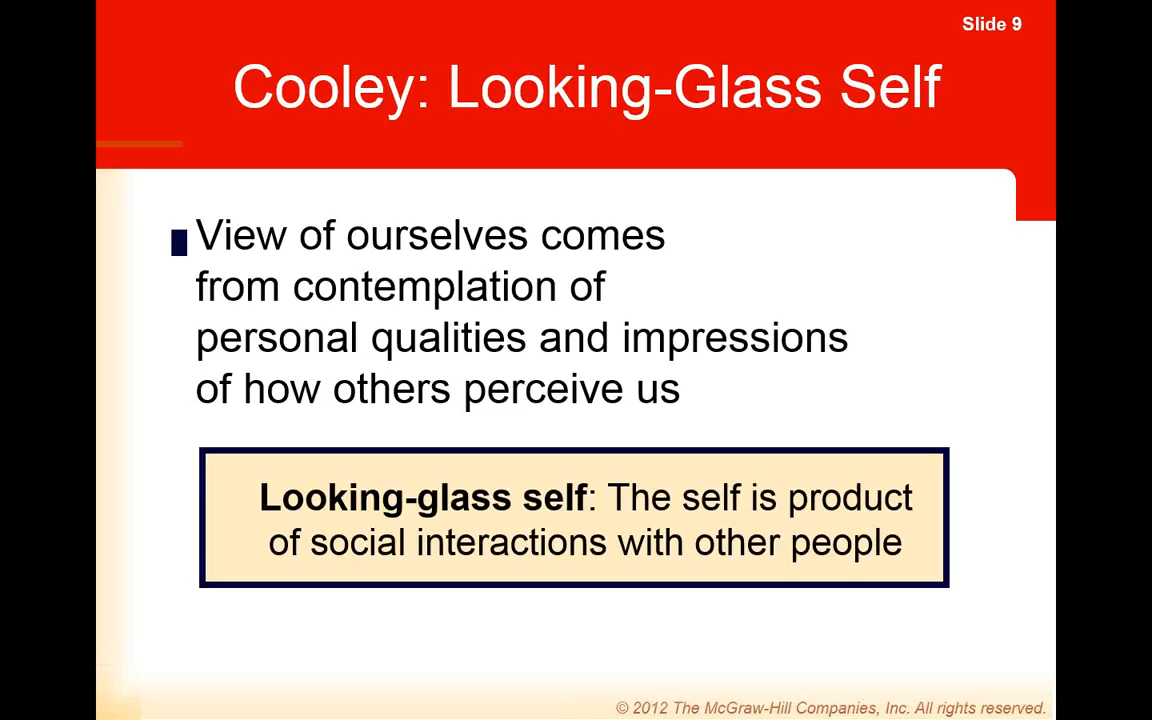 Slide 9
Cooley: Looking-Glass Self
View of ourselves comes
from contemplation of
personal qualities and impressions
of how others perceive us
Looking-glass self: The self is product
of social interactions with other people
© 2012 The McGraw-Hill Companies, Inc. All rights reserved.